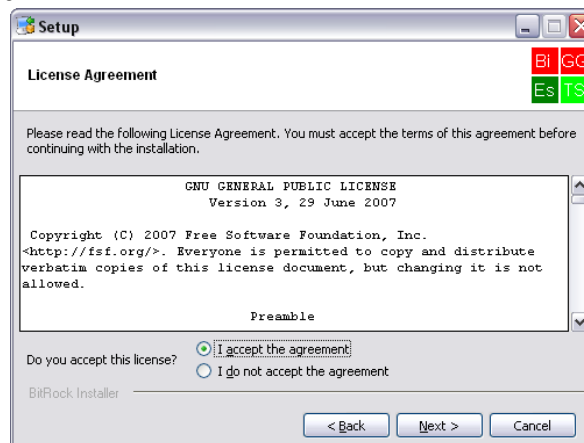 Setup
License Agreement
Bi GG
Es TS
Please read the following License Agreement. You must accept the terms of this agreement before
continuing with the installation.
GNU GENERAL PUBLIC LICENSE
Version 3, 29 June 2007
Copyright (C) 2007 Free Software Foundation, Inc.
<http://fsf.org/>. Everyone is permitted to copy and distribute
verbatim copies of this license document, but changing it is not
allowed.
Preamble
Do you accept this license?
I accept the agreement
I do not accept the agreement
BitRock Installer
< Back
Next >
Cancel